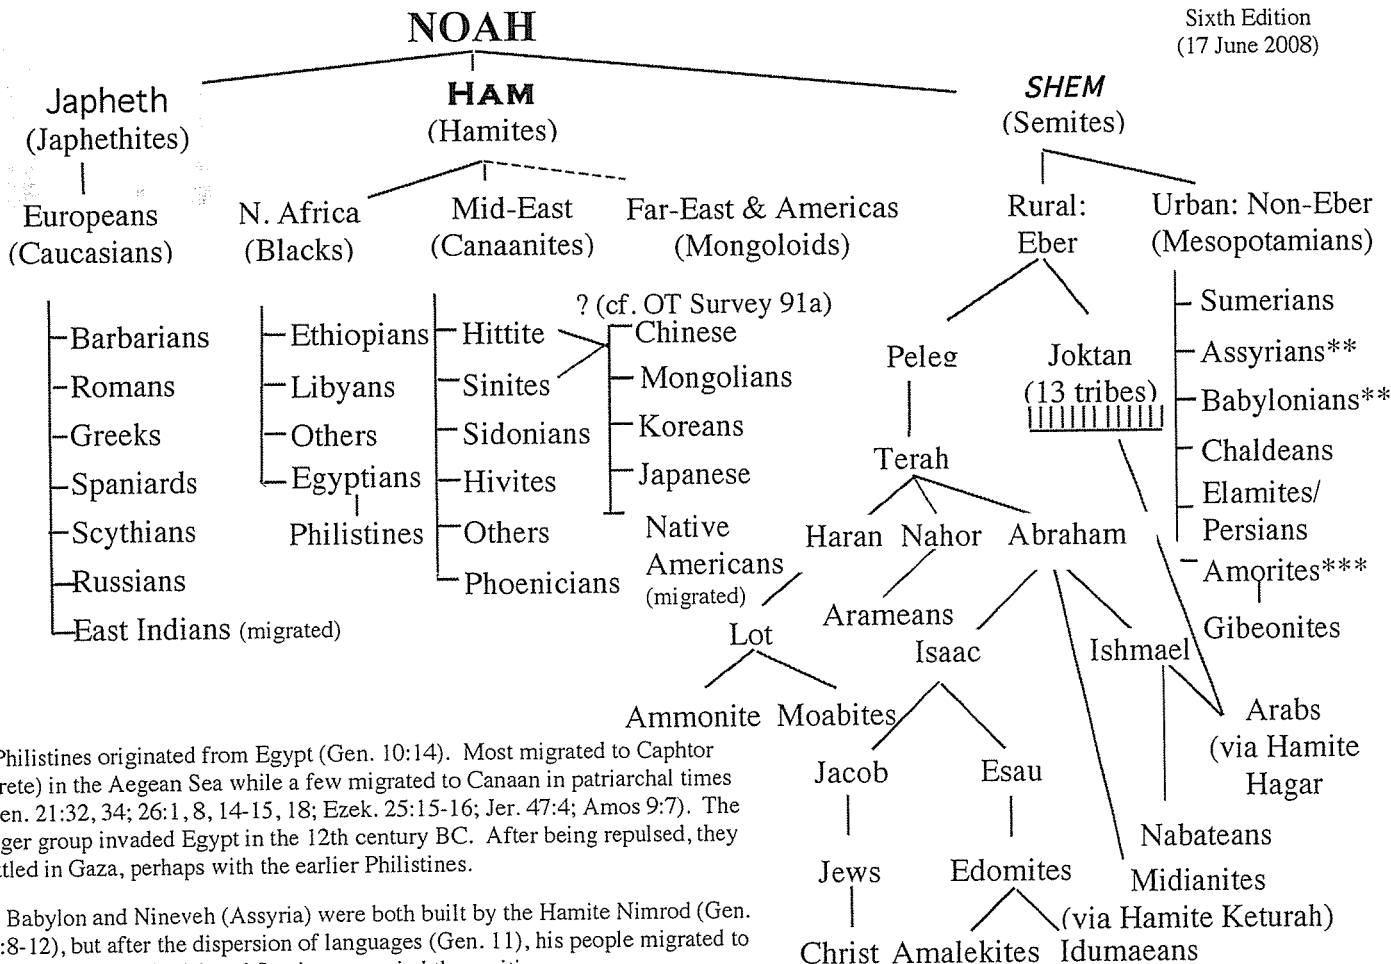 NOAH
Sixth Edition
(17 June 2008)
Japheth
(Japhethites)
HAM
(Hamites)
SHEM
(Semites)
Europeans
(Caucasians)
N. Africa
(Blacks)
Mid-East
(Canaanites)
Far-East & Americas
(Mongoloids)
Rural:
Eber
Urban: Non-Eber
(Mesopotamians)
Barbarians
Romans
Greeks
Spaniards
Scythians
Russians
East Indians (migrated)
Ethiopians
Libyans
Others
Egyptians
Philistines
Hittite
Sinites
Sidonians
Hivites
Others
Phoenicians
? (cf. OT Survey 91a)
Chinese
Mongolians
Koreans
Japanese
Native
Americans
(migrated)
Peleg
Joktan
(13 tribes)
Terah
Haran Nahor Abraham
Arameans
Lot
Isaac
Ishmael
Ammonite Moabites
Jacob
Esau
Jews
Edomites
Christ Amalekites Idumaeans
Sumerians
Assyrians**
Babylonians**
Chaldeans
Elamites/
Persians
Amorites***
Gibeonites
Arabs
(via Hamite
Hagar
Nabateans
Midianites
(via Hamite Keturah)
Philistines originated from Egypt (Gen. 10:14). Most migrated to Caphtor
rete) in the Aegean Sea while a few migrated to Canaan in patriarchal times
en. 21:32, 34; 26:1, 8, 14-15, 18; Ezek. 25:15-16; Jer. 47:4; Amos 9:7). The
ger group invaded Egypt in the 12th century BC. After being repulsed, they
tled in Gaza, perhaps with the earlier Philistines.
Babylon and Nineveh (Assyria) were both built by the Hamite Nimrod (Gen.
:8-12), but after the dispersion of languages (Gen. 11), his people migrated to